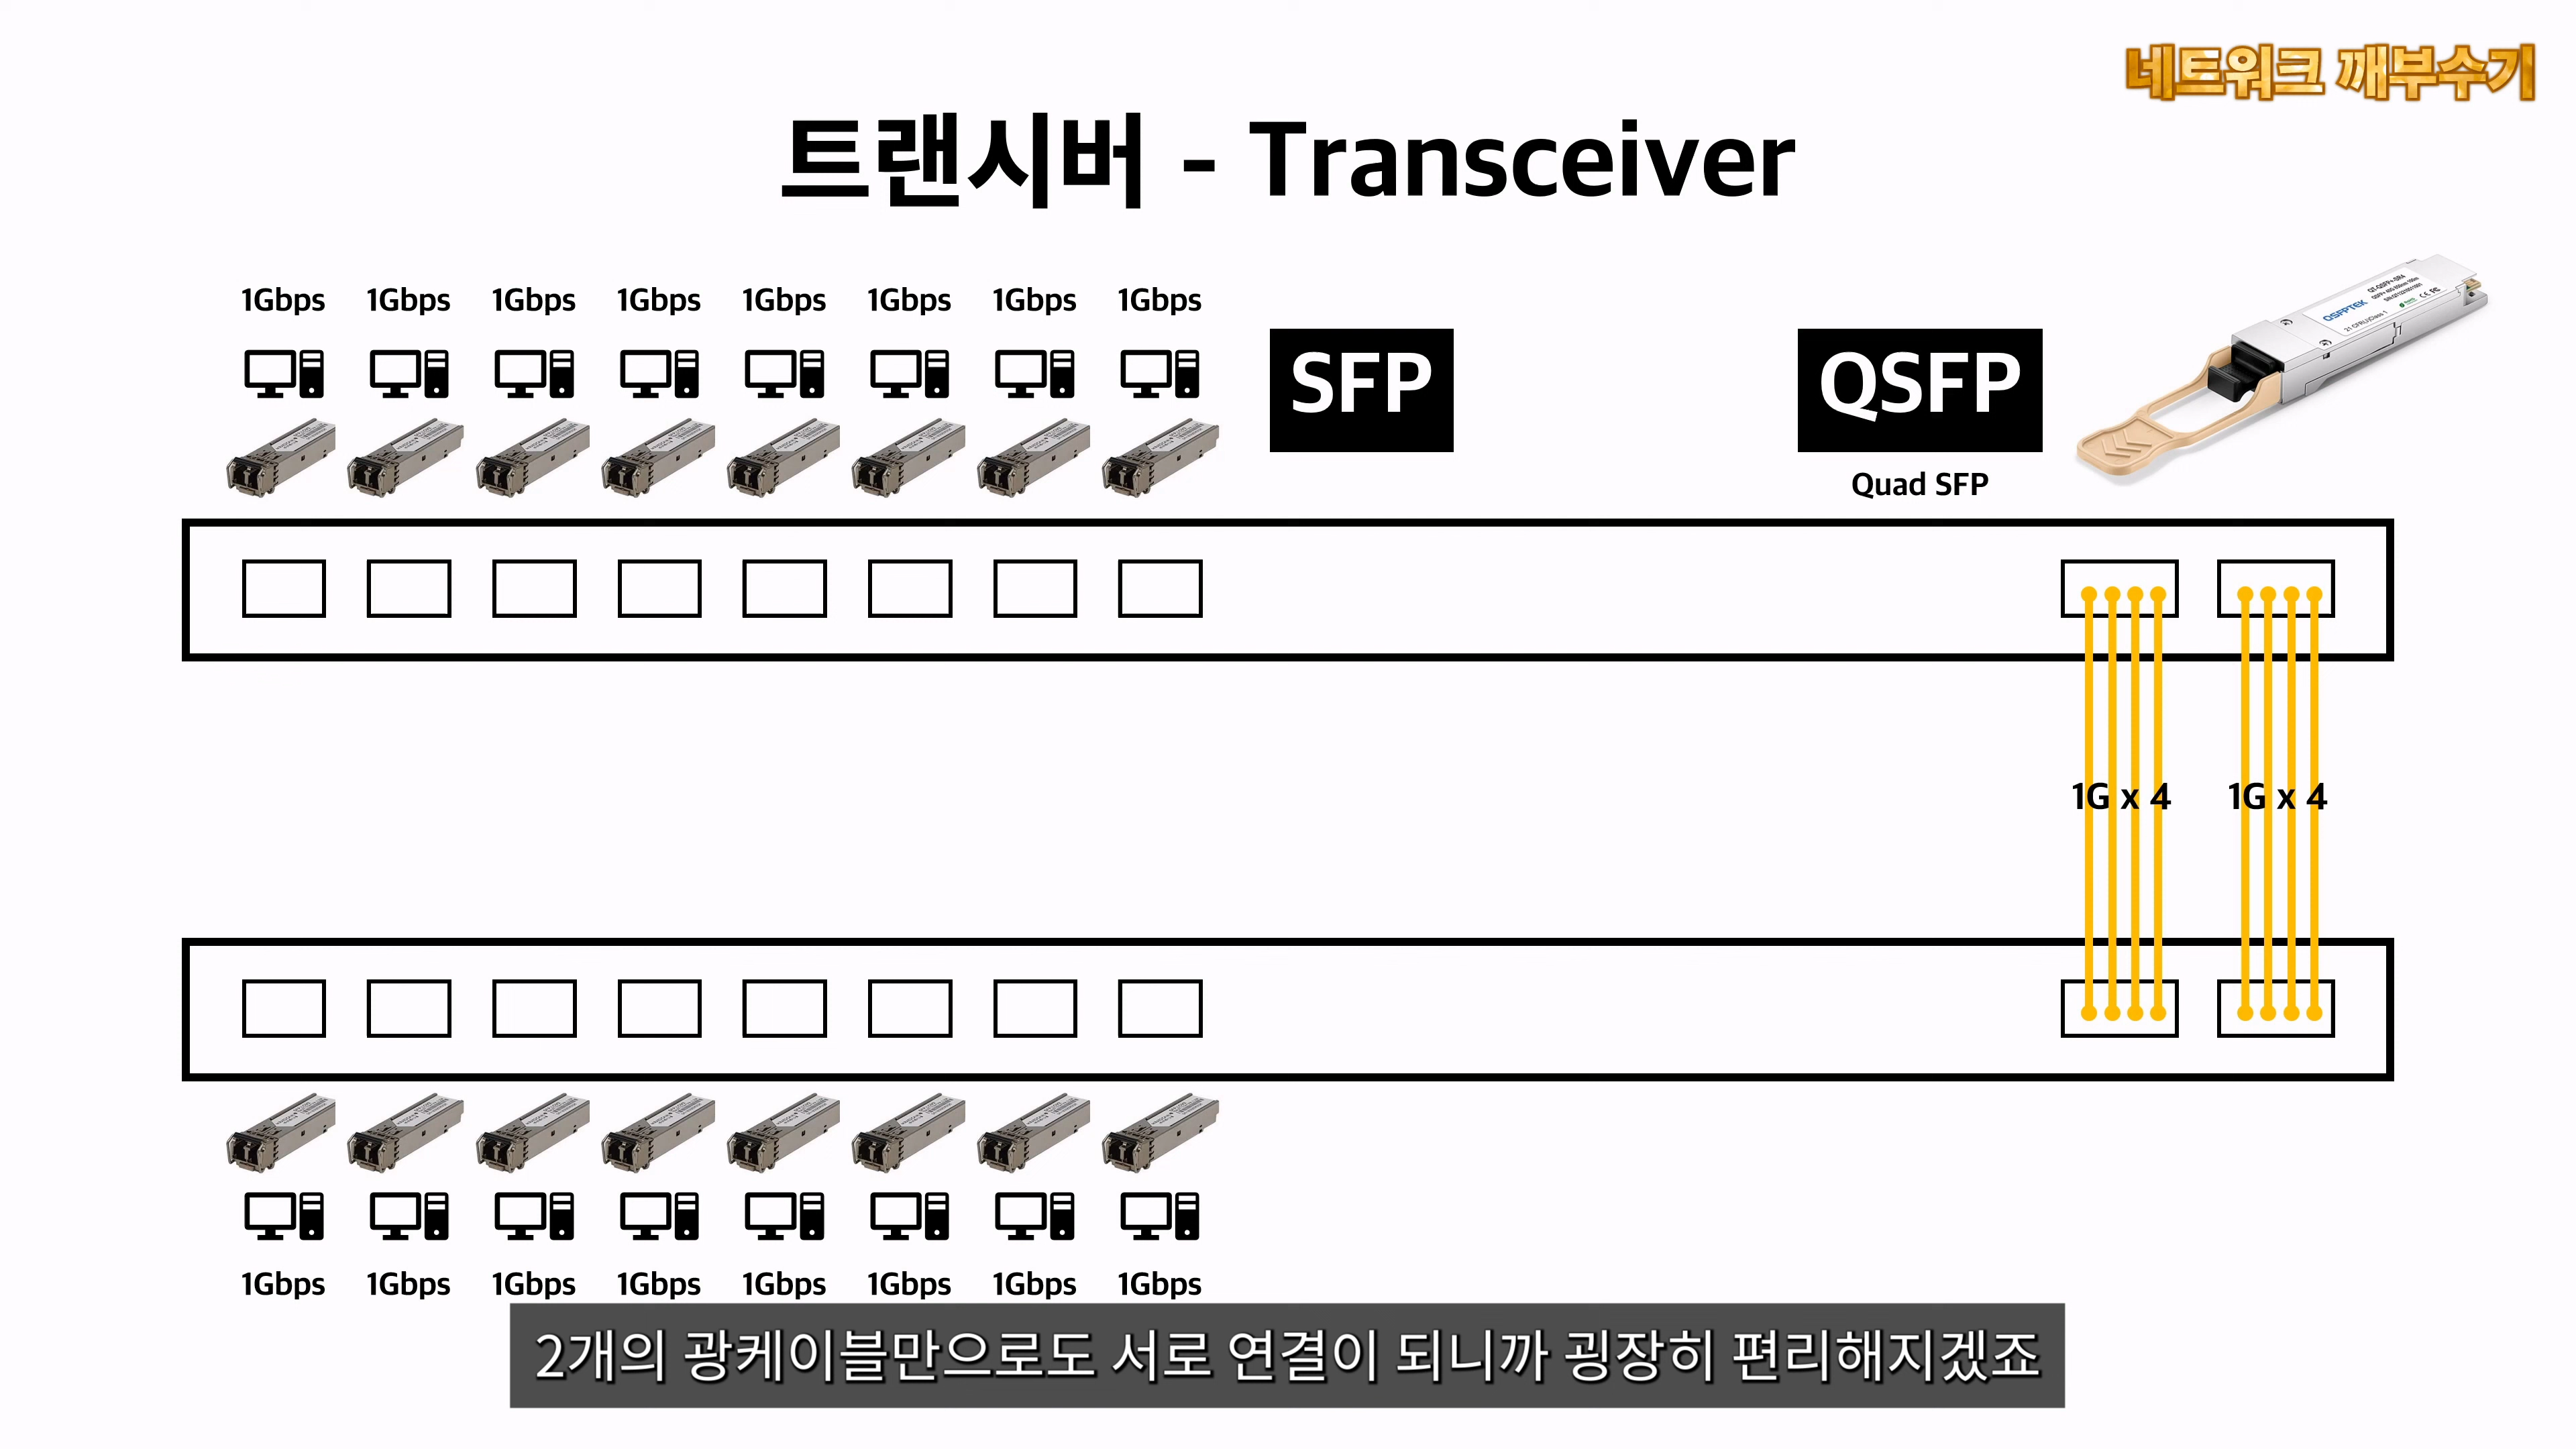 네트워크 깨부수기
트랜시버 - Transceiver
1Gbps 1Gbps 1Gbps 1Gbps 1Gbps 1Gbps 1Gbps 1Gbps
SFP
QSFP
Quad SFP
QSFPTEK
1G x 4 1G x 4
1Gbps 1Gbps 1Gbps 1Gbps 1Gbps 1Gbps 1Gbps 1Gbps
2개의 광케이블만으로도 서로 연결이 되니까 굉장히 편리해지겠죠